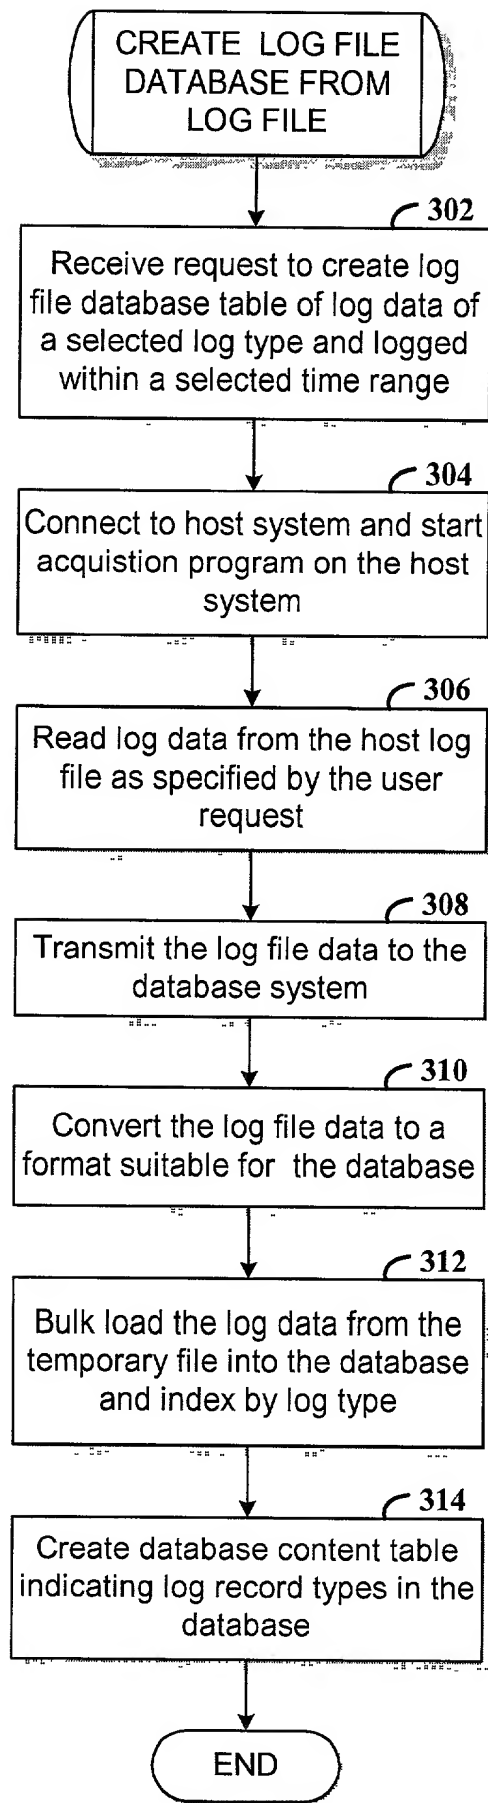 CREATE LOG FILE
DATABASE FROM
LOG FILE
302
Receive request to create log
file database table of log data of
a selected log type and logged
within a selected time range
304
Connect to host system and start
acquistion program on the host
system
306
Read log data from the host log
file as specified by the user
request
308
Transmit the log file data to the
database system
310
Convert the log file data to a
format suitable for the database
312
Bulk load the log data from the
temporary file into the database
and index by log type
314
Create database content table
indicating log record types in the
database
END